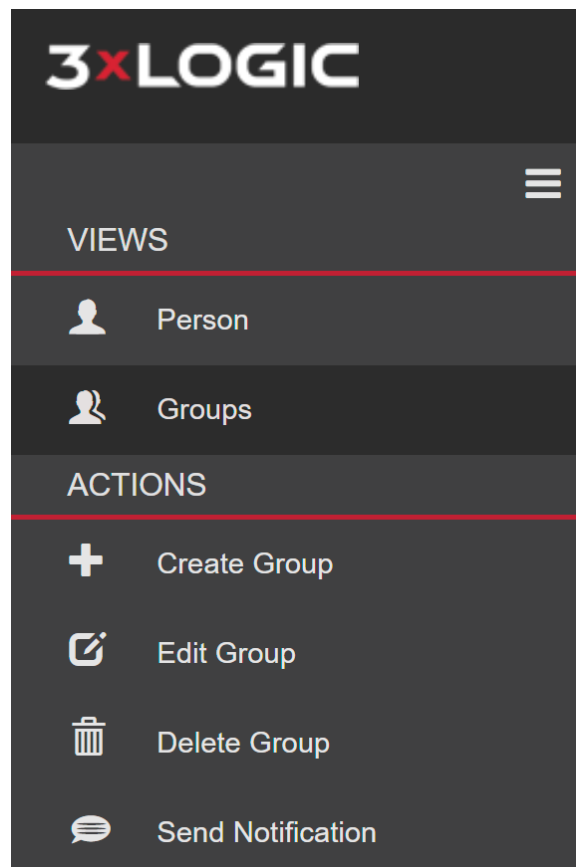 3xLOGIC
VIEWS
Person
Groups
ACTIONS
Create Group
Edit Group
Delete Group
Send Notification